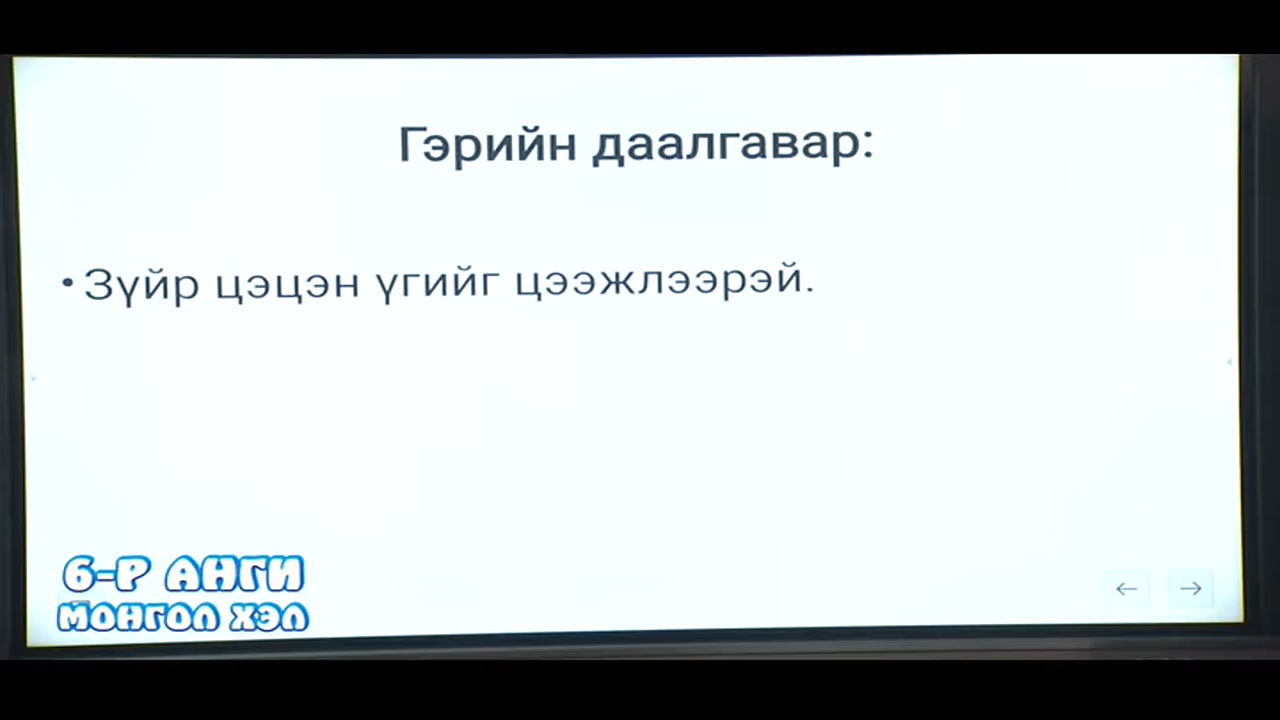 Гэрийн даалгавар:
• Зүйр цэцэн үгийг цээжлээрэй.
6-Р АНГИ
МОНГОЛ ХЭЛ